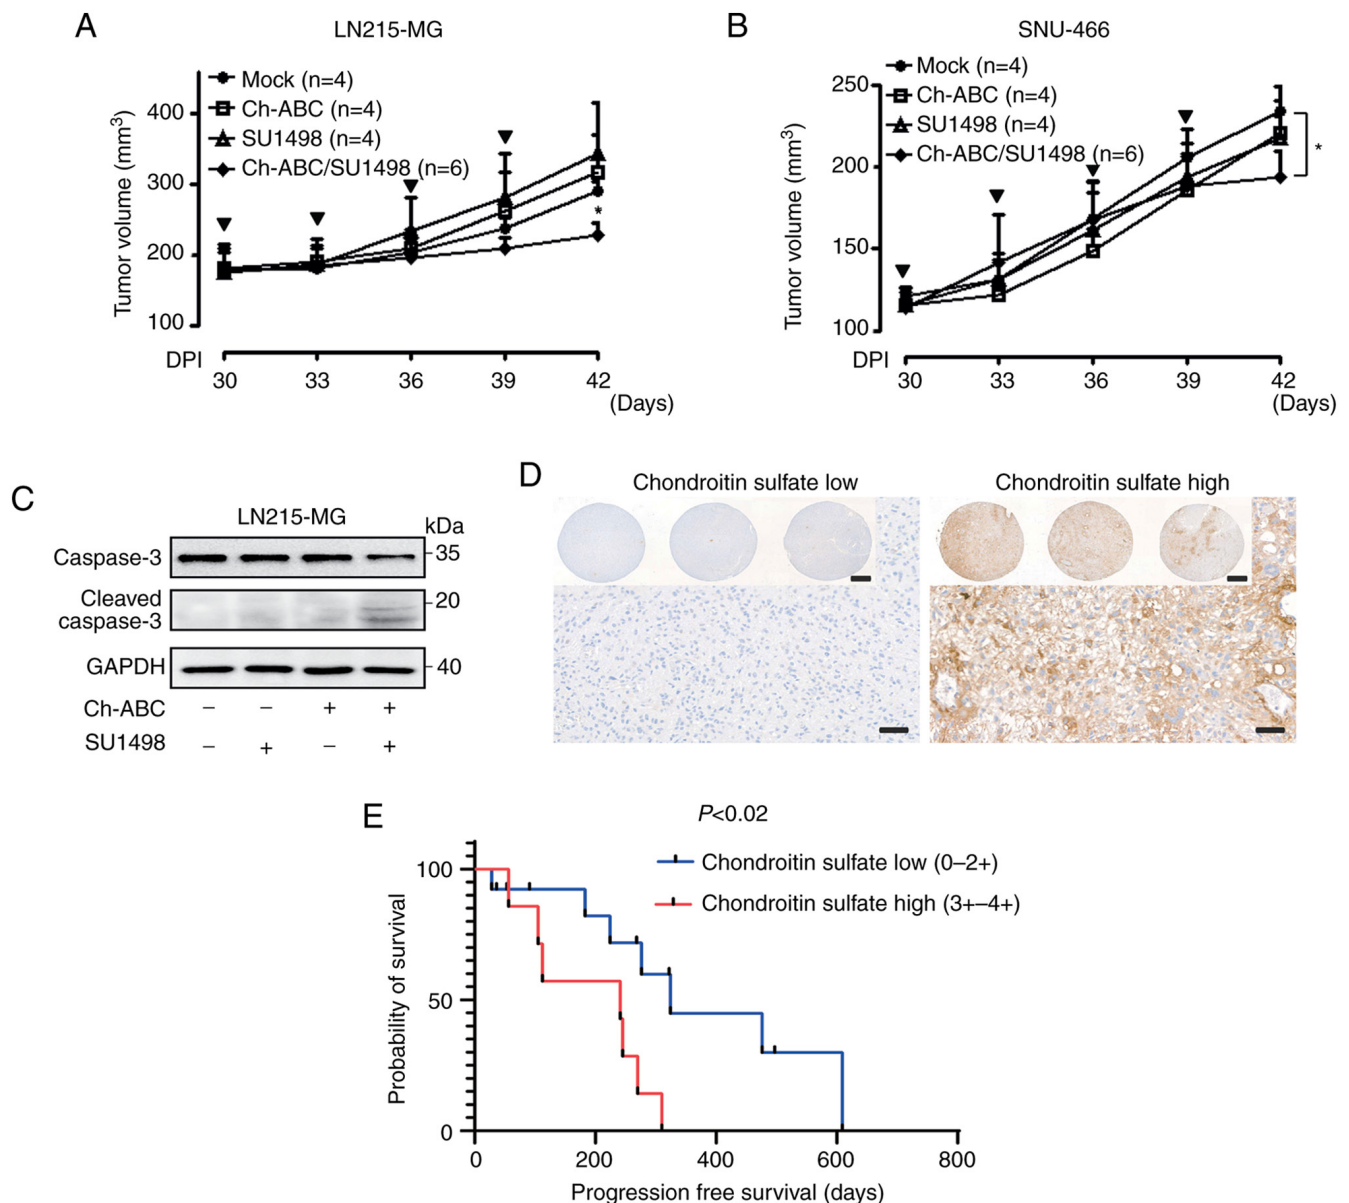 A
LN215-MG
Mock (n=4)
Ch-ABC (n=4)
SU1498 (n=4)
Ch-ABC/SU1498 (n=6)
Tumor volume (mm3)
400
300
200
100
*
DPI
30 33 36 39 42
(Days)
B
SNU-466
Mock (n=4)
Ch-ABC (n=4)
SU1498 (n=4)
Ch-ABC/SU1498 (n=6)
Tumor volume (mm3)
250
200
150
100
*
DPI
30 33 36 39 42
(Days)
C
LN215-MG
kDa
Caspase-3
35
Cleaved
caspase-3
20
GAPDH
40
Ch-ABC − − + +
SU1498 − + − +
D
Chondroitin sulfate low
Chondroitin sulfate high
E
P<0.02
Chondroitin sulfate low (0–2+)
Chondroitin sulfate high (3+–4+)
Probability of survival
100
50
0
0 200 400 600 800
Progression free survival (days)